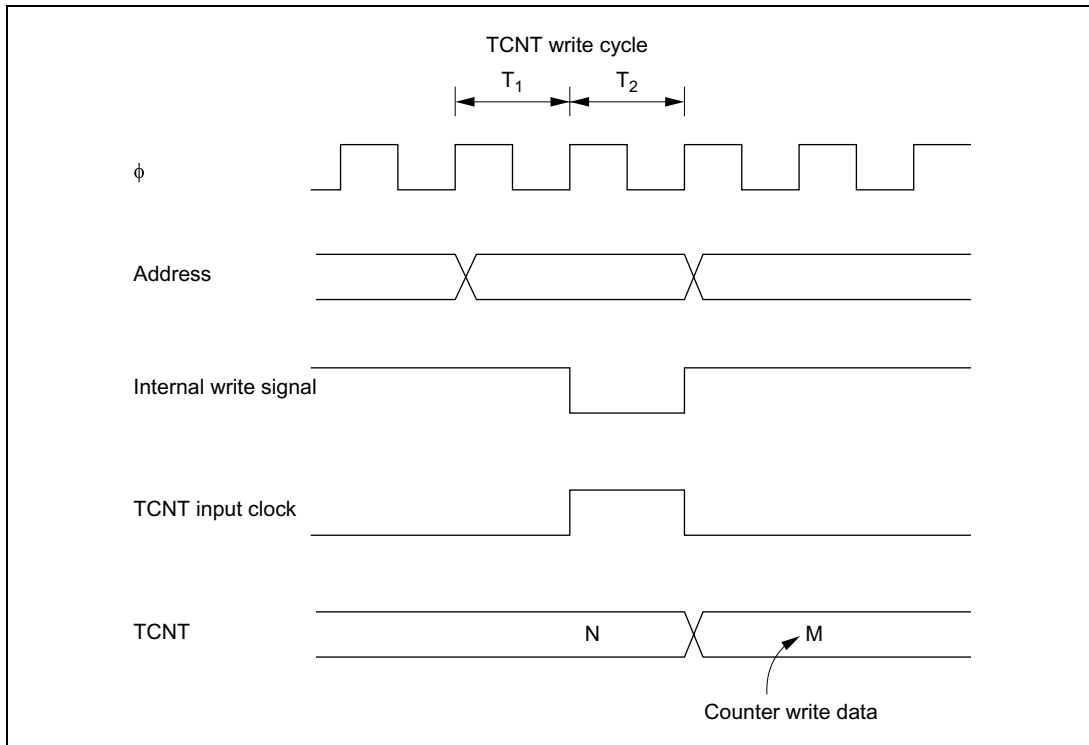 TCNT write cycle
T1 T2
ϕ
Address
Internal write signal
TCNT input clock
TCNT
N M
Counter write data